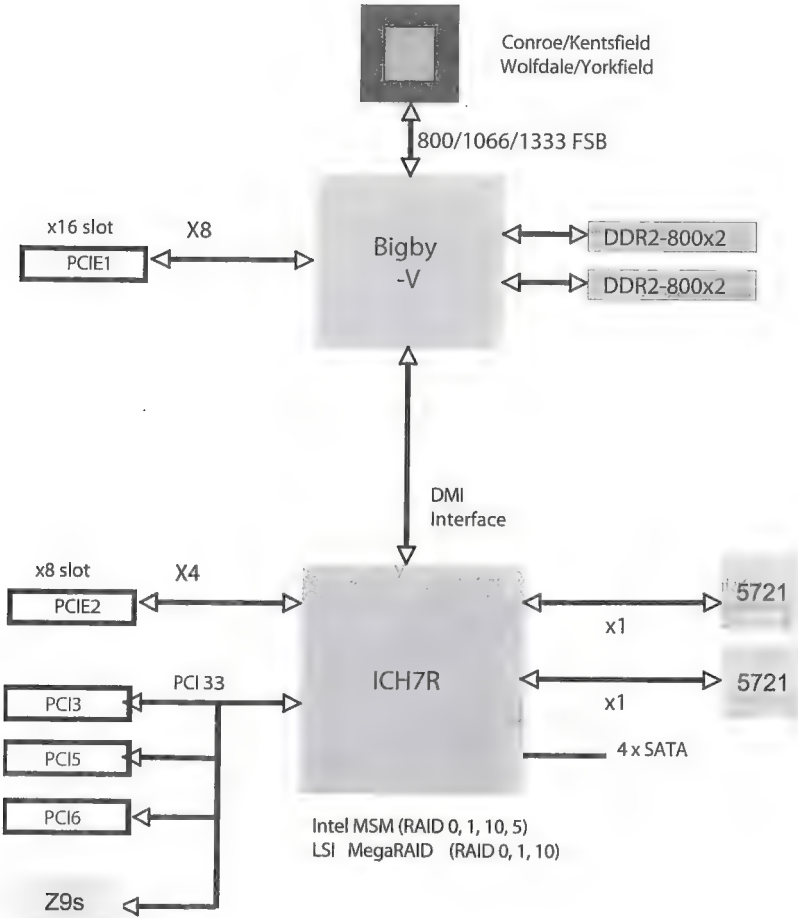 Conroe/Kentsfield
Wolfdale/Yorkfield
800/1066/1333 FSB
x16 slot
X8
PCIE1
Bigby
-V
DDR2-800x2
DDR2-800x2
DMI
Interface
x8 slot
X4
PCIE2
5721
x1
ICH7R
5721
x1
PCI 33
PCI3
PCI5
PCI6
Z9s
4 x SATA
Intel MSM (RAID 0, 1, 10, 5)
LSI MegaRAID (RAID 0, 1, 10)